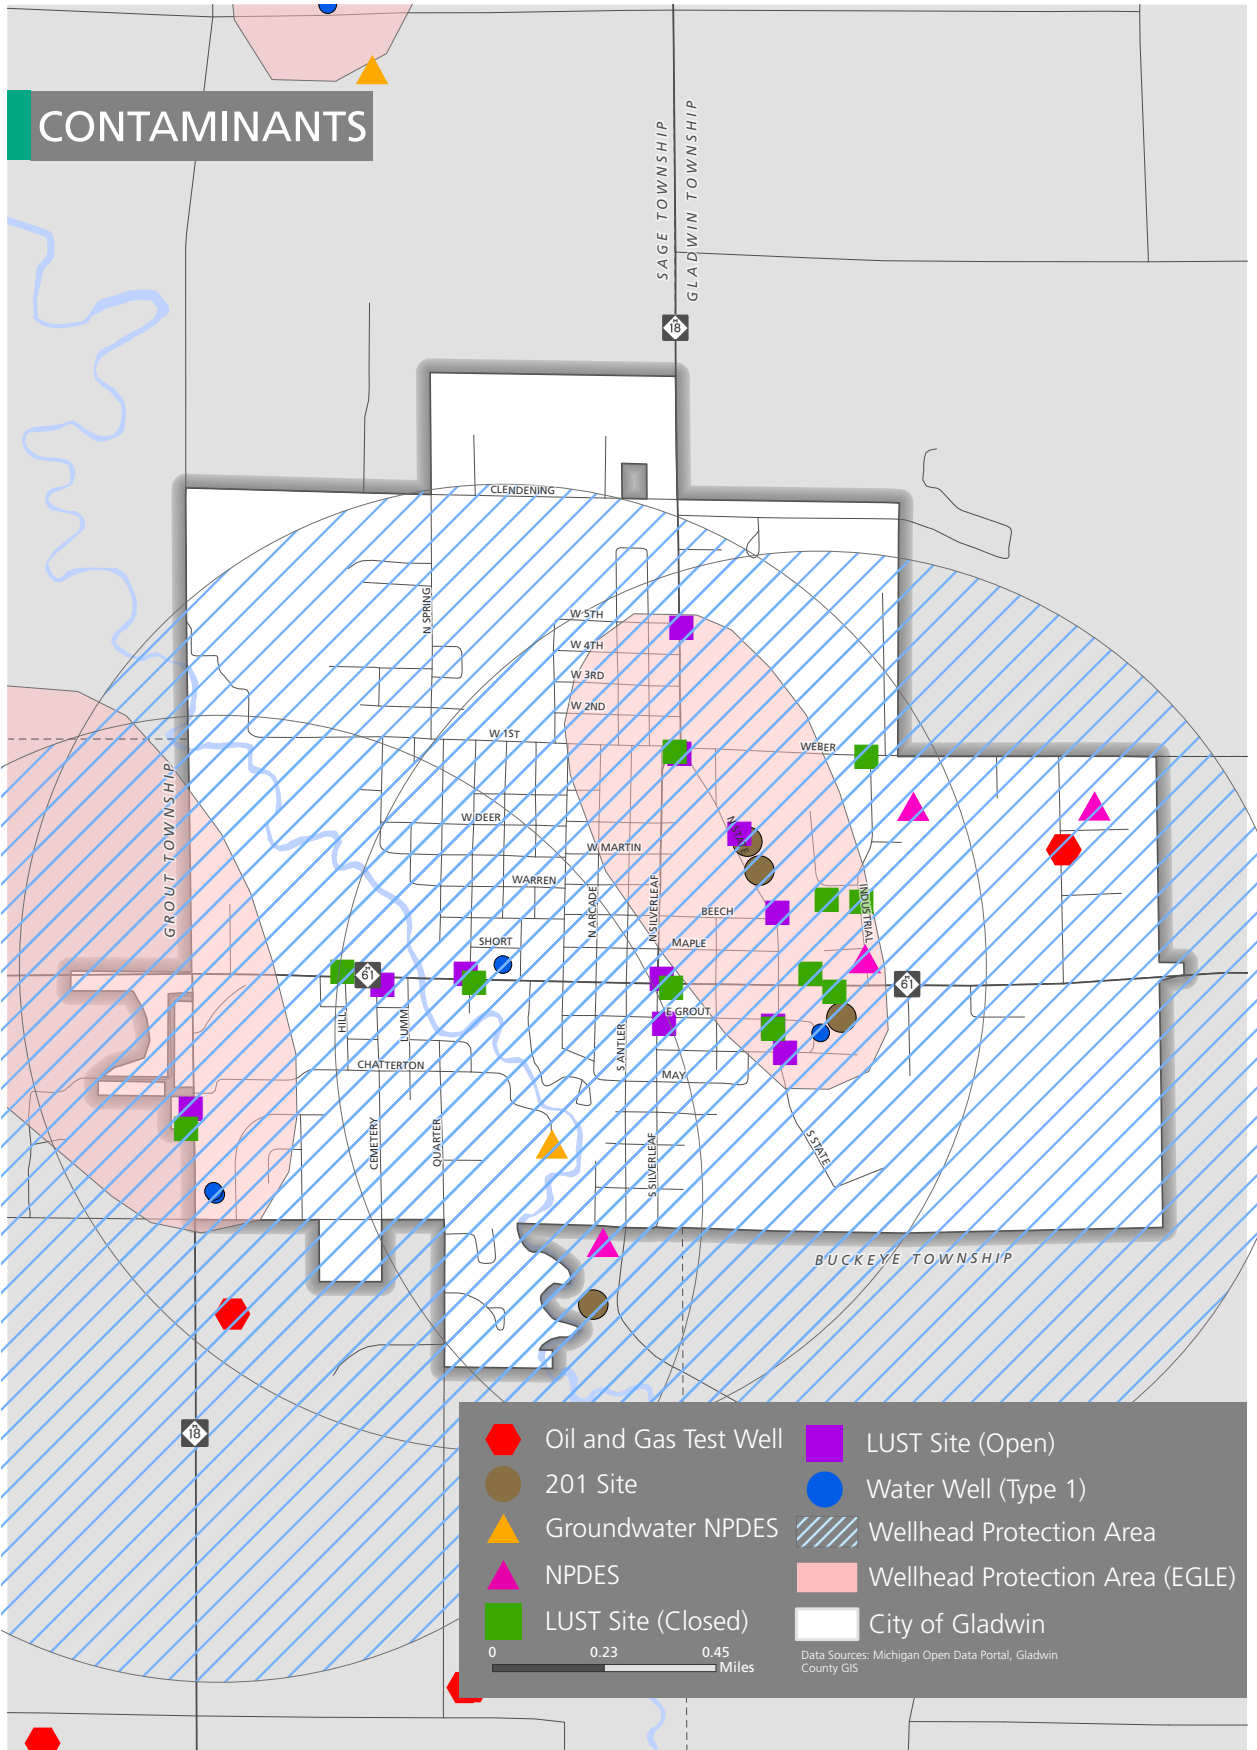 CONTAMINANTS
SAGE TOWNSHIP
GLADWIN TOWNSHIP
M
18
CLENDENING
N SPRING
W 5TH
W 4TH
W 3RD
W 2ND
W 1ST
WEBER
GROUT TOWNSHIP
W DEER
N STATE
W MARTIN
WARREN
N ARCADE
N SILVERLEAF
BEECH
INDUSTRIAL
SHORT
MAPLE
M
61
M
61
HILL
E GROUT
S ANTLER
CHATTERTON
MAY
CEMETERY
QUARTER
S SILVERLEAF
S STATE
BUCKEYE TOWNSHIP
M
18
Oil and Gas Test Well
201 Site
Groundwater NPDES
NPDES
LUST Site (Closed)
0 0.23 0.45
Miles
LUST Site (Open)
Water Well (Type 1)
Wellhead Protection Area
Wellhead Protection Area (EGLE)
City of Gladwin
Data Sources: Michigan Open Data Portal, Gladwin
County GIS